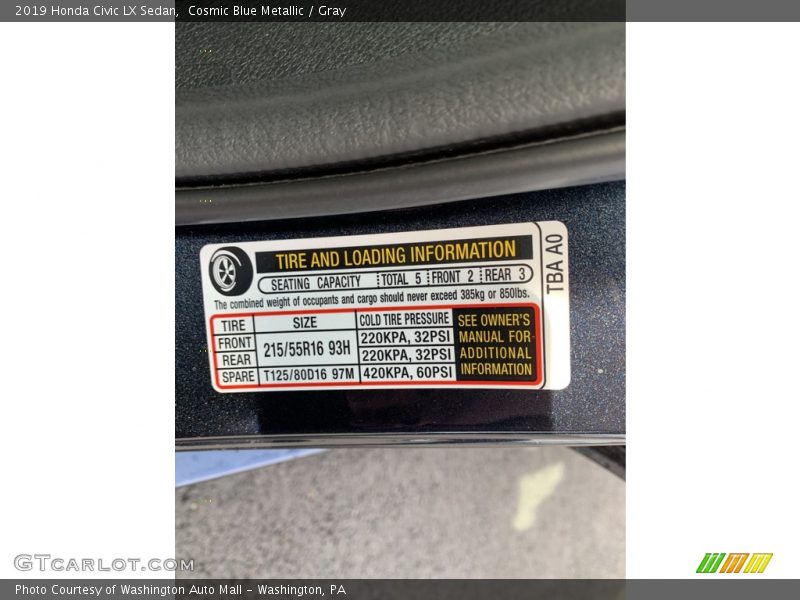 2019 Honda Civic LX Sedan,  Cosmic Blue Metallic / Gray
TIRE AND LOADING INFORMATION
SEATING CAPACITY TOTAL 5 FRONT 2 REAR 3
The combined weight of occupants and cargo should never exceed 385kg or 850lbs.
TIRE SIZE COLD TIRE PRESSURE
FRONT 215/55R16 93H 220KPA, 32PSI
REAR 220KPA, 32PSI
SPARE T125/80D16 97M 420KPA, 60PSI
SEE OWNER'S
MANUAL FOR
ADDITIONAL
INFORMATION
TBA A0
GTcarlot.com
Photo Courtesy of Washington Auto Mall – Washington, PA